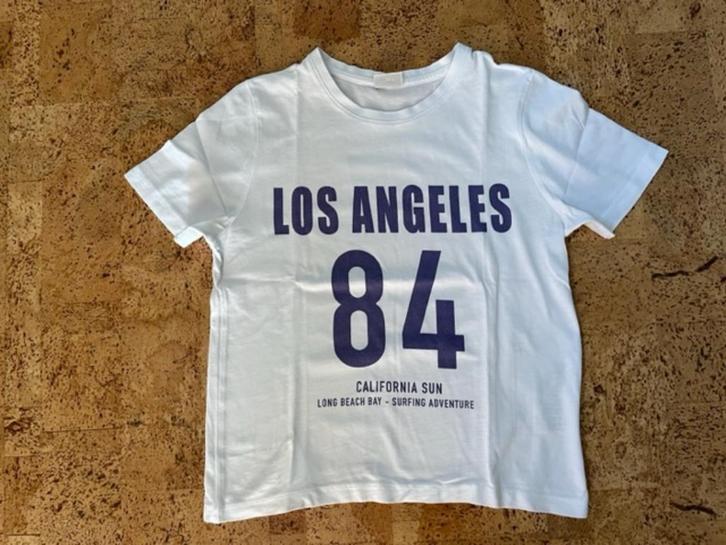 LOS ANGELES
84
CALIFORNIA SUN
LONG BEACH BAY - SURFING ADVENTURE